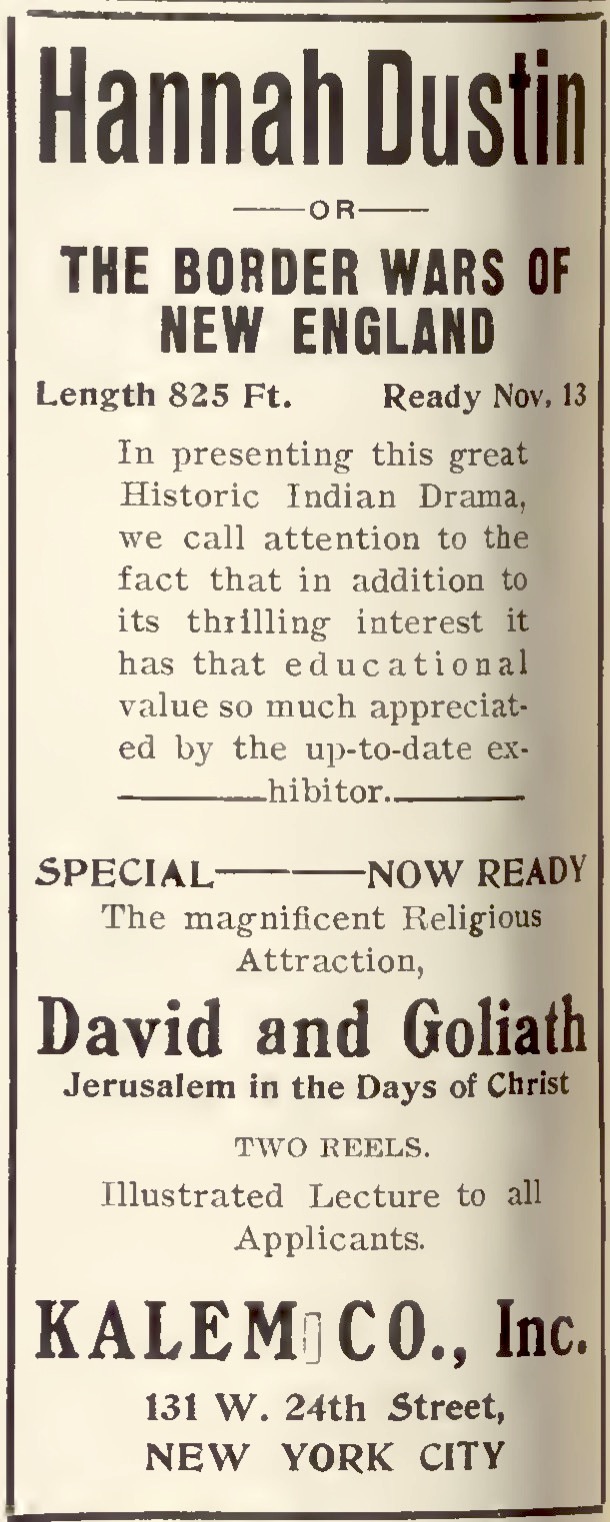 Hannah Dustin
OR
THE BORDER WARS OF
NEW ENGLAND
Length 825 Ft. Ready Nov. 13
In presenting this great
Historic Indian Drama,
we call attention to the
fact that in addition to
its thrilling interest it
has that educational
value so much appreciat-
ed by the up-to-date ex-
hibitor.
SPECIAL——NOW READY
The magnificent Religious
Attraction,
David and Goliath
Jerusalem in the Days of Christ
TWO REELS.
Illustrated Lecture to all
Applicants.
KALEM CO., Inc.
131 W. 24th Street,
NEW YORK CITY